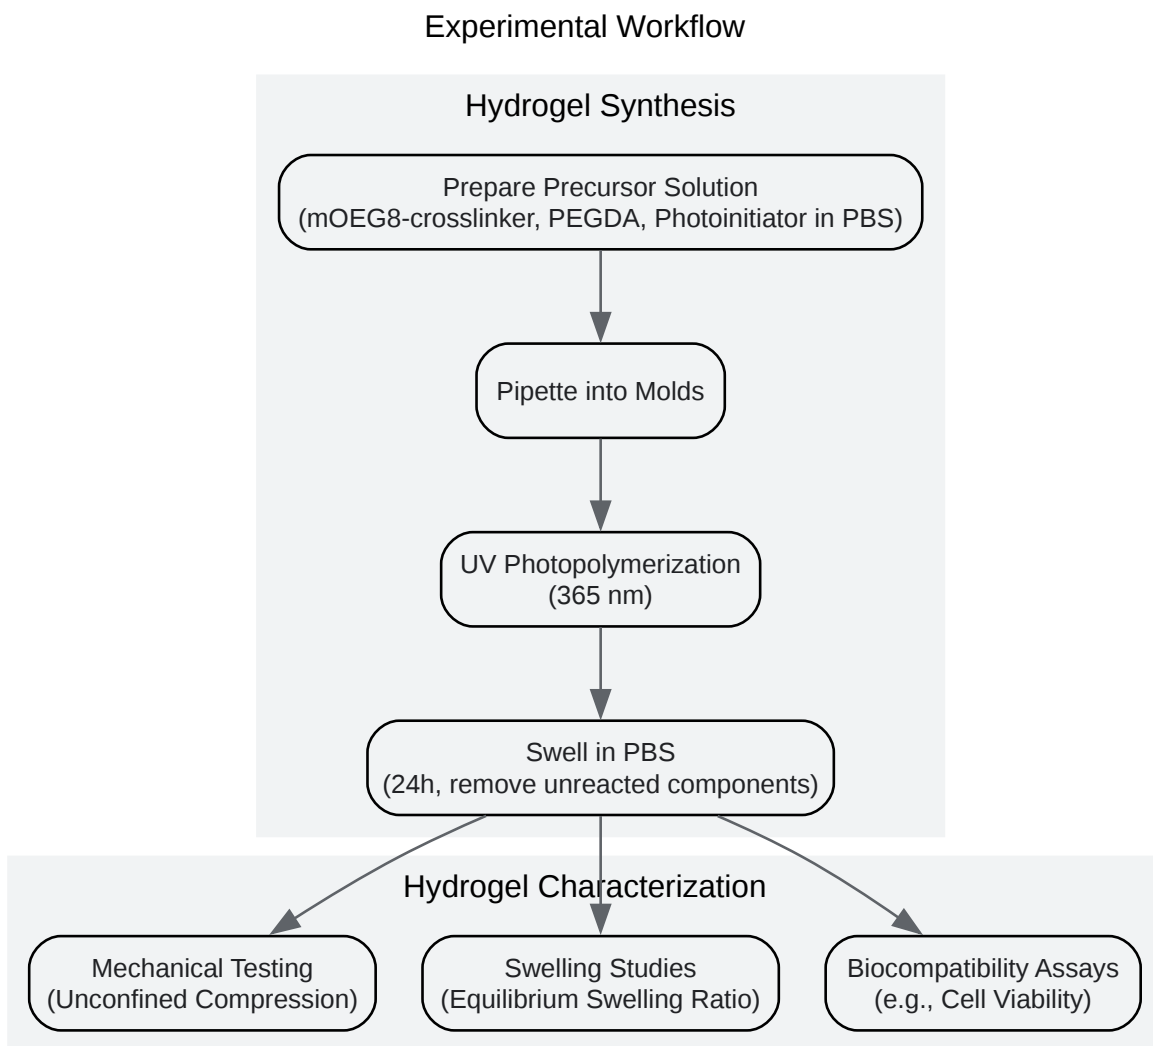 Experimental Workflow
Hydrogel Synthesis
Prepare Precursor Solution
(mOEG8-crosslinker, PEGDA, Photoinitiator in PBS)
Pipette into Molds
UV Photopolymerization
(365 nm)
Swell in PBS
(24h, remove unreacted components)
Hydrogel Characterization
Mechanical Testing
(Unconfined Compression)
Swelling Studies
(Equilibrium Swelling Ratio)
Biocompatibility Assays
(e.g., Cell Viability)